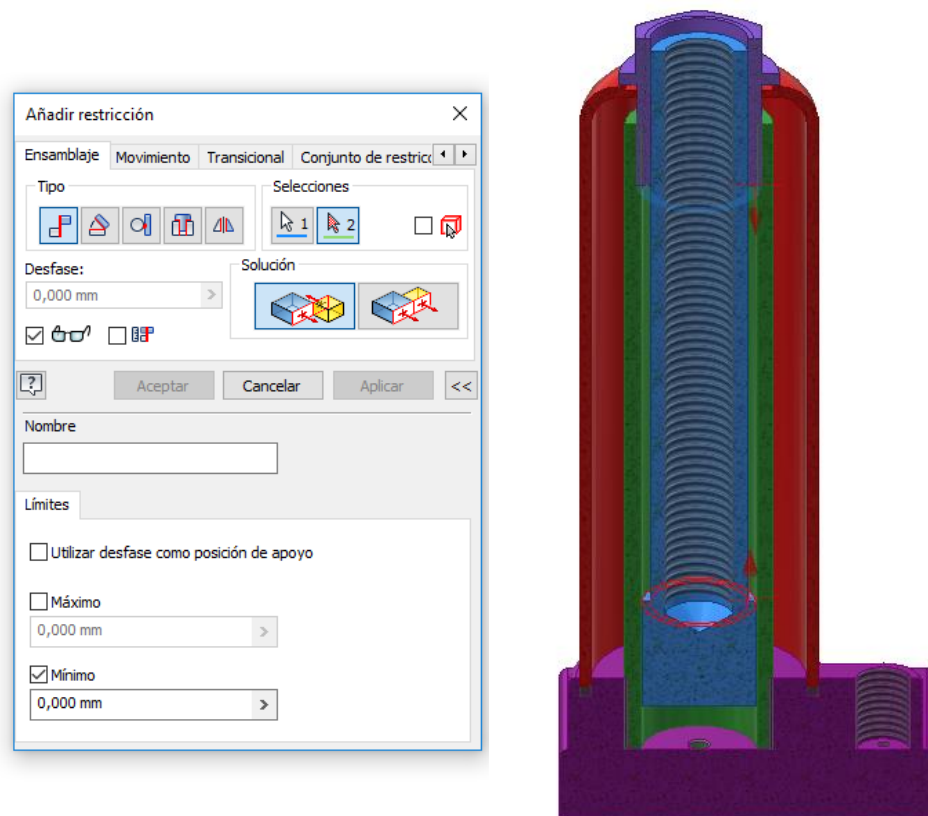 Añadir restricción
Ensamblaje Movimiento Transicional Conjunto de restricc
Tipo
Selecciones
1 2
Desfase:
0,000 mm
Solución
Aceptar Cancelar Aplicar <<
Nombre
Límites
Utilizar desfase como posición de apoyo
Máximo
0,000 mm
Mínimo
0,000 mm